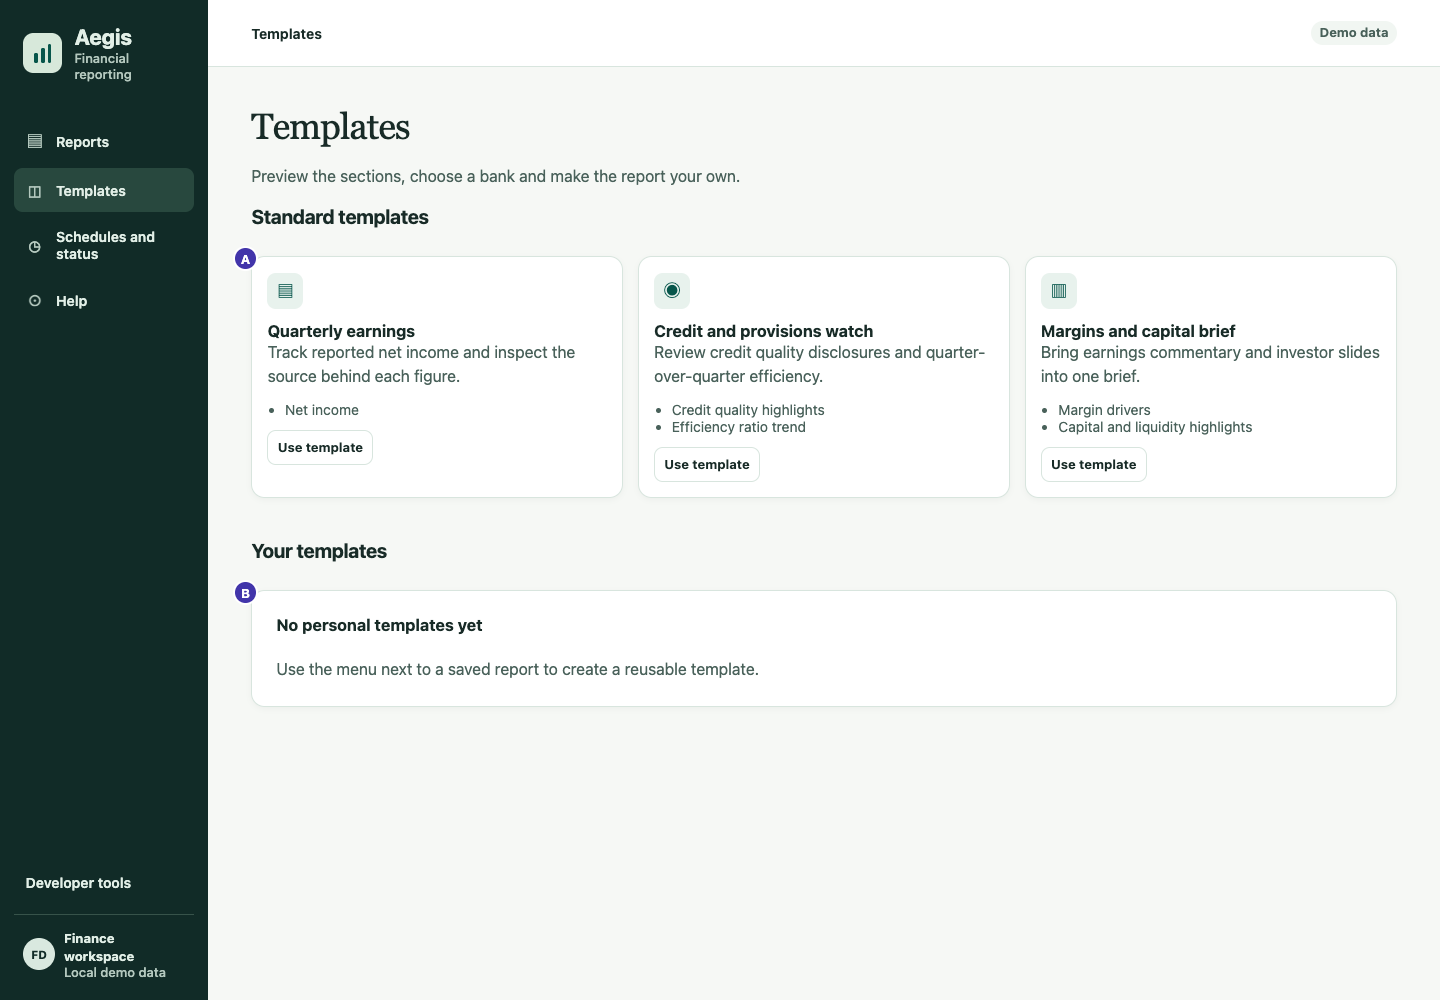 Aegis
Financial
reporting
Reports
Templates
Schedules and
status
Help
Developer tools
FD
Finance
workspace
Local demo data
Templates
Demo data
Templates
Preview the sections, choose a bank and make the report your own.
Standard templates
A
Quarterly earnings
Track reported net income and inspect the
source behind each figure.
• Net income
Use template
Credit and provisions watch
Review credit quality disclosures and quarter-
over-quarter efficiency.
• Credit quality highlights
• Efficiency ratio trend
Use template
Margins and capital brief
Bring earnings commentary and investor slides
into one brief.
• Margin drivers
• Capital and liquidity highlights
Use template
Your templates
B
No personal templates yet
Use the menu next to a saved report to create a reusable template.